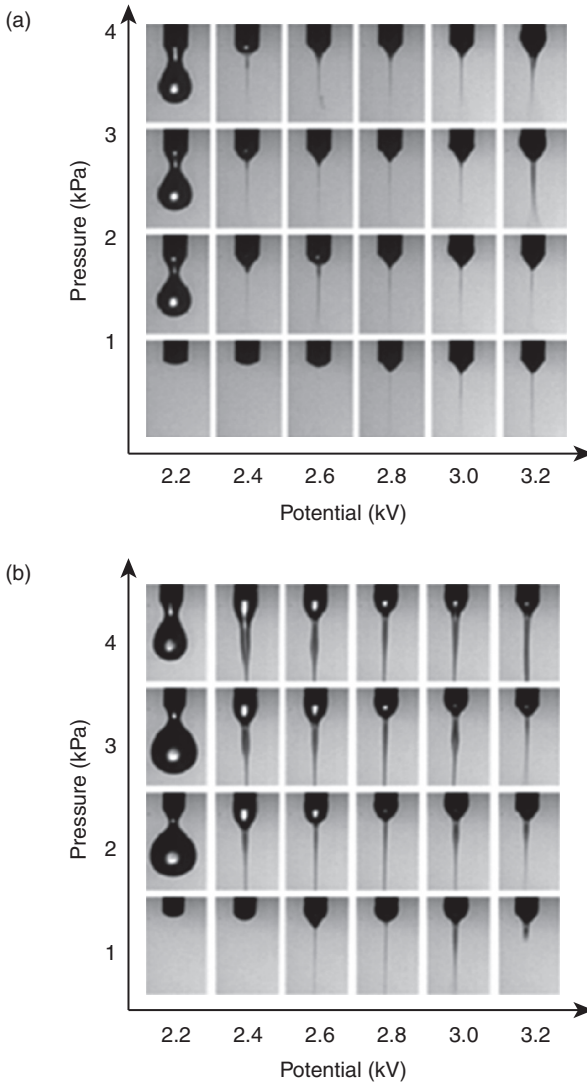 (a)
4
3
2
1
Pressure (kPa)
2.2 2.4 2.6 2.8 3.0 3.2
Potential (kV)
(b)
4
3
2
1
Pressure (kPa)
2.2 2.4 2.6 2.8 3.0 3.2
Potential (kV)